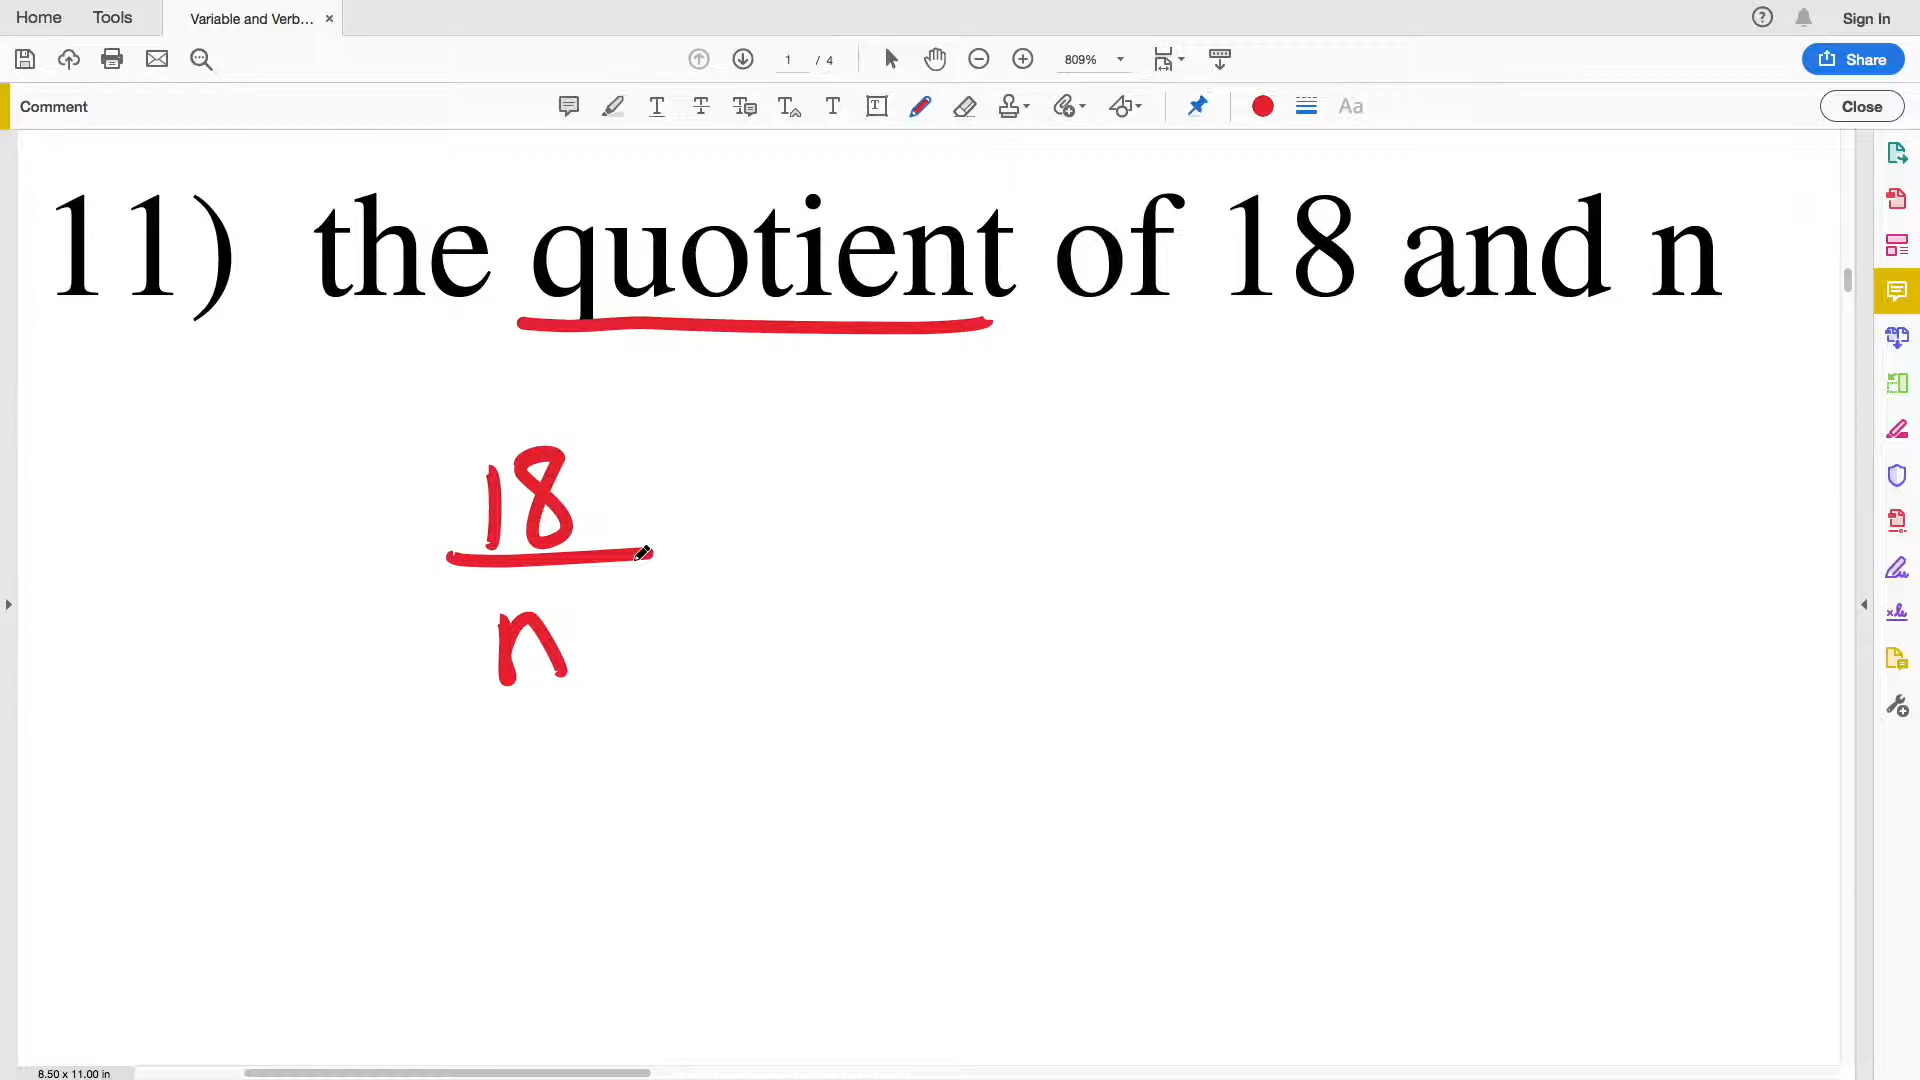 Home Tools Variable and Verb... × Sign In
1 / 4 809% Share
Comment Aa Close
11) the quotient of 18 and n
18
n
8.50 x 11.00 in